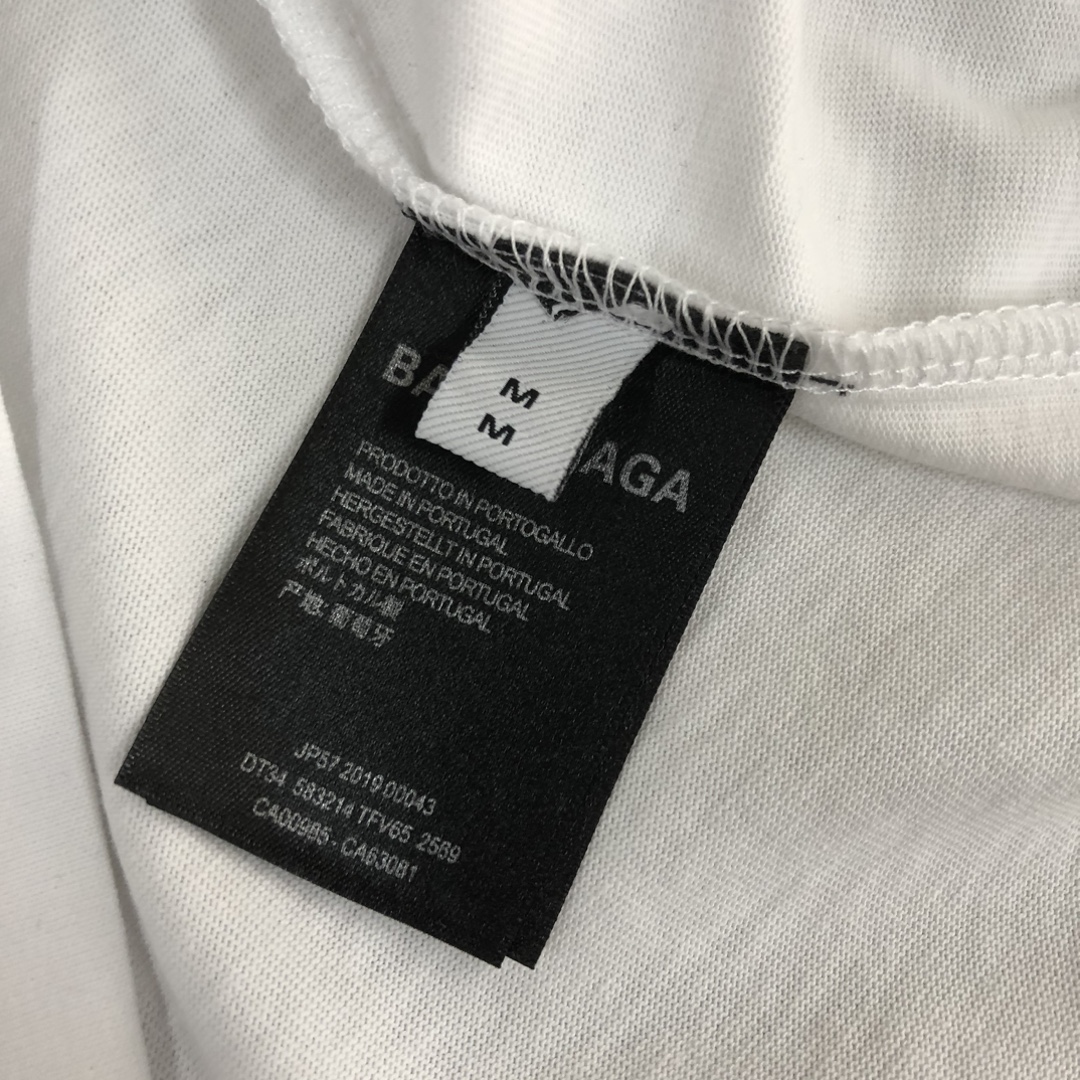 BA AGA
M
M
PRODOTTO IN PORTOGALLO
MADE IN PORTUGAL
HERGESTELLT IN PORTUGAL
FABRIQUE EN PORTUGAL
HECHO EN PORTUGAL
ポルトカル製
产地:葡萄牙
JP57 2019 00043
DT34 583214 TFV65 2569
CA00985 - CA63081